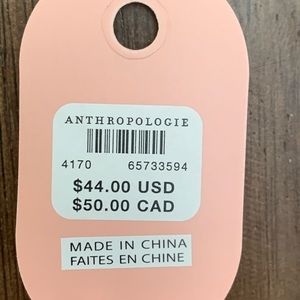 ANTHROPOLOGIE
4170 65733594
$44.00 USD
$50.00 CAD
MADE IN CHINA
FAITES EN CHINE